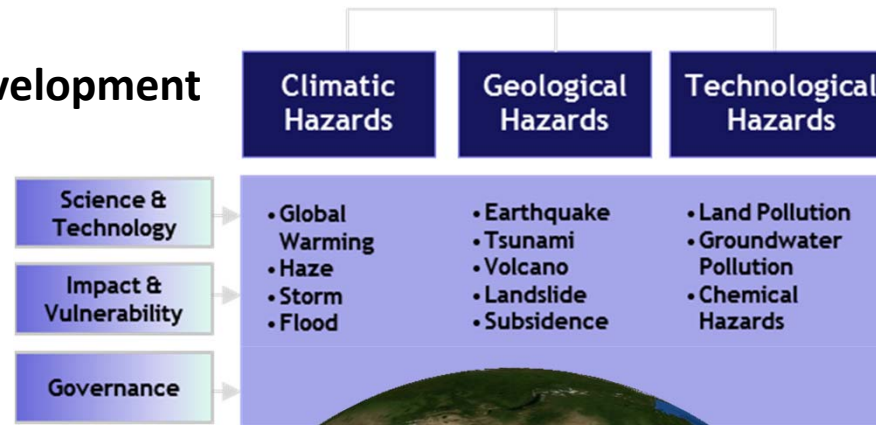 velopment
Climatic
Hazards
Geological
Hazards
Technological
Hazards
Science &
Technology
Impact &
Vulnerability
Governance
• Global
Warming
• Haze
• Storm
• Flood
• Earthquake
• Tsunami
• Volcano
• Landslide
• Subsidence
• Land Pollution
• Groundwater
Pollution
• Chemical
Hazards